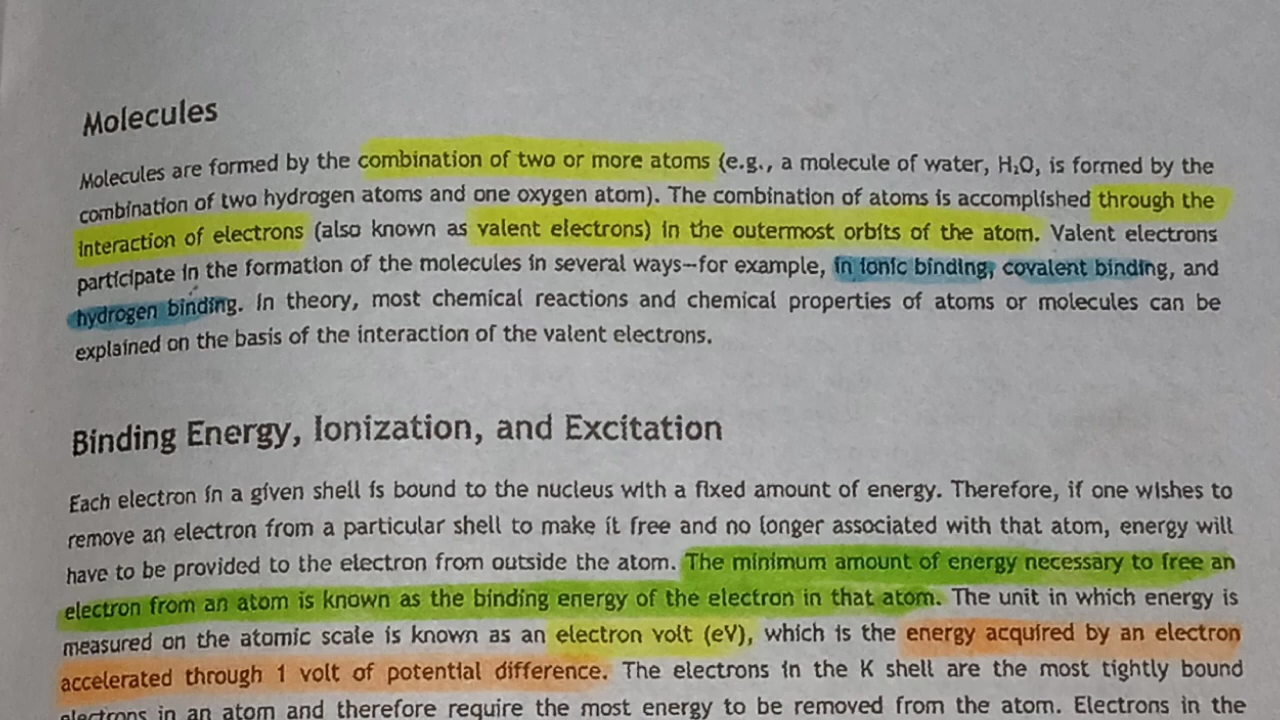 Molecules
Molecules are formed by the combination of two or more atoms (e.g., a molecule of water, H₂O, is formed by the
combination of two hydrogen atoms and one oxygen atom). The combination of atoms is accomplished through the
interaction of electrons (also known as valent electrons) in the outermost orbits of the atom. Valent electrons
participate in the formation of the molecules in several ways—for example, in ionic binding, covalent binding, and
hydrogen binding. In theory, most chemical reactions and chemical properties of atoms or molecules can be
explained on the basis of the interaction of the valent electrons.
Binding Energy, Ionization, and Excitation
Each electron in a given shell is bound to the nucleus with a fixed amount of energy. Therefore, if one wishes to
remove an electron from a particular shell to make it free and no longer associated with that atom, energy will
have to be provided to the electron from outside the atom. The minimum amount of energy necessary to free an
electron from an atom is known as the binding energy of the electron in that atom. The unit in which energy is
measured on the atomic scale is known as an electron volt (eV), which is the energy acquired by an electron
accelerated through 1 volt of potential difference. The electrons in the K shell are the most tightly bound
electrons in an atom and therefore require the most energy to be removed from the atom. Electrons in the